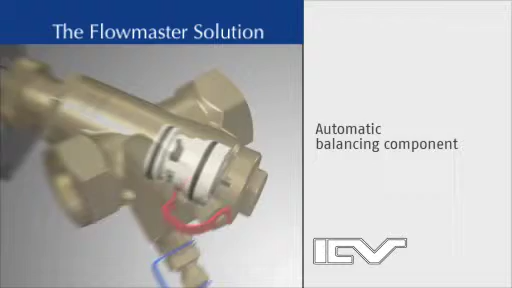 The Flowmaster Solution
Automatic
balancing component
ICV